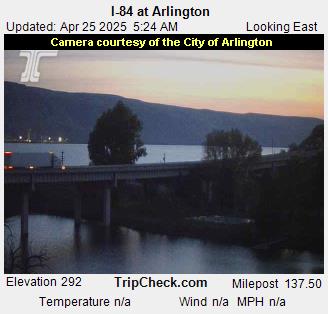 I-84 at Arlington
Updated: Apr 25 2025 5:24 AM Looking East
Camera courtesy of the City of Arlington
Elevation 292 TripCheck.com Milepost 137.50
Temperature n/a Wind n/a MPH n/a